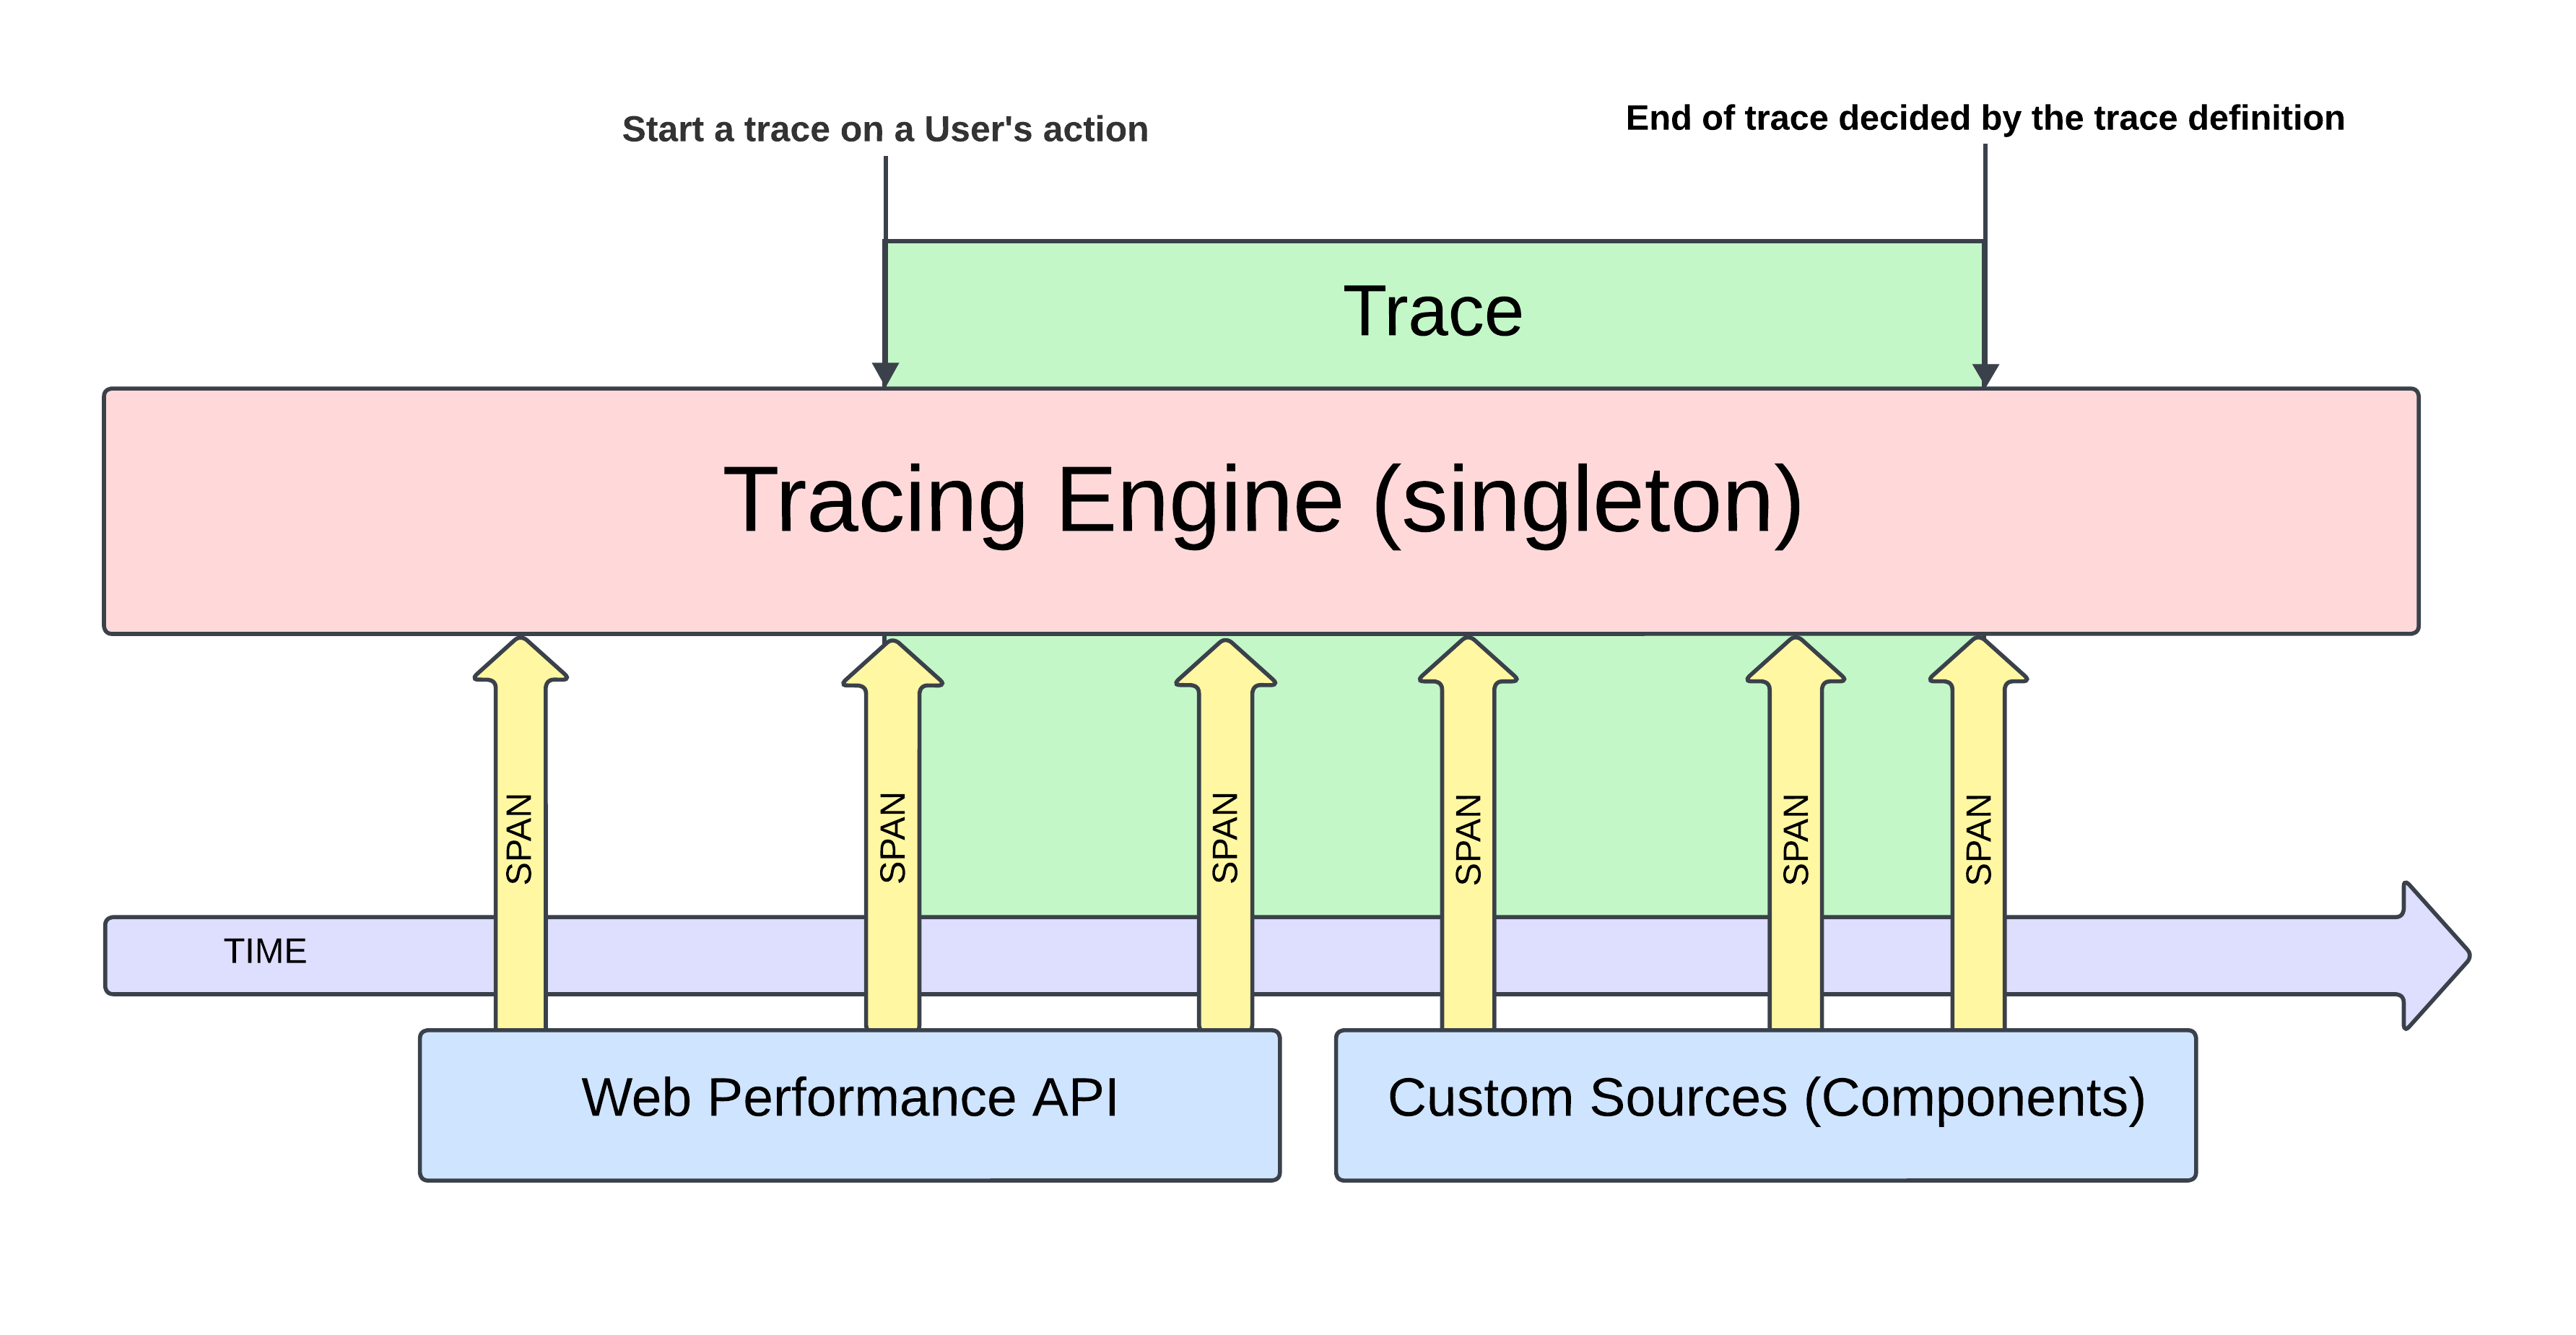 Start a trace on a User's action
End of trace decided by the trace definition
Trace
Tracing Engine (singleton)
SPAN
SPAN
SPAN
SPAN
SPAN
SPAN
TIME
Web Performance API
Custom Sources (Components)